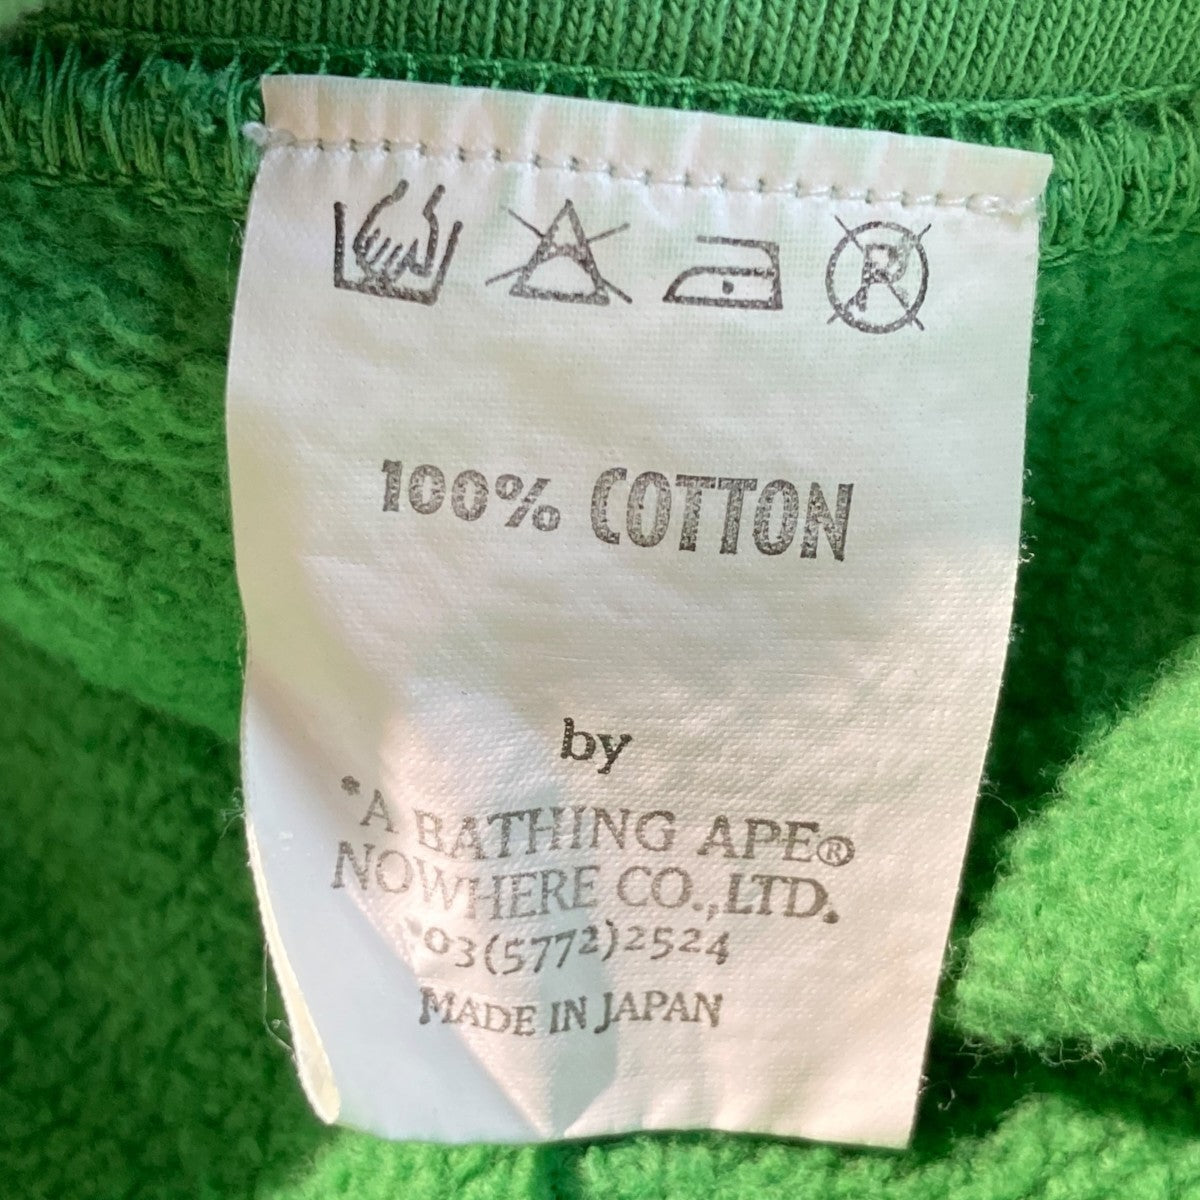 P
100% COTTON
by
*A BATHING APE®
NOWHERE CO.,LTD.
*03(5772)2524
MADE IN JAPAN